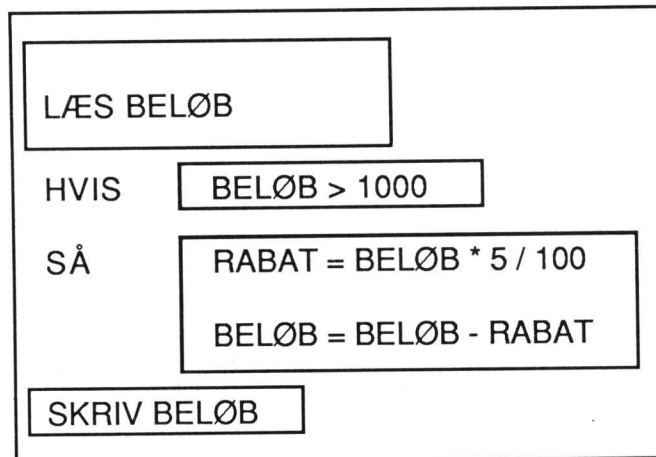 LÆS BELØB
HVIS BELØB > 1000
SÅ RABAT = BELØB * 5 / 100
BELØB = BELØB - RABAT
SKRIV BELØB